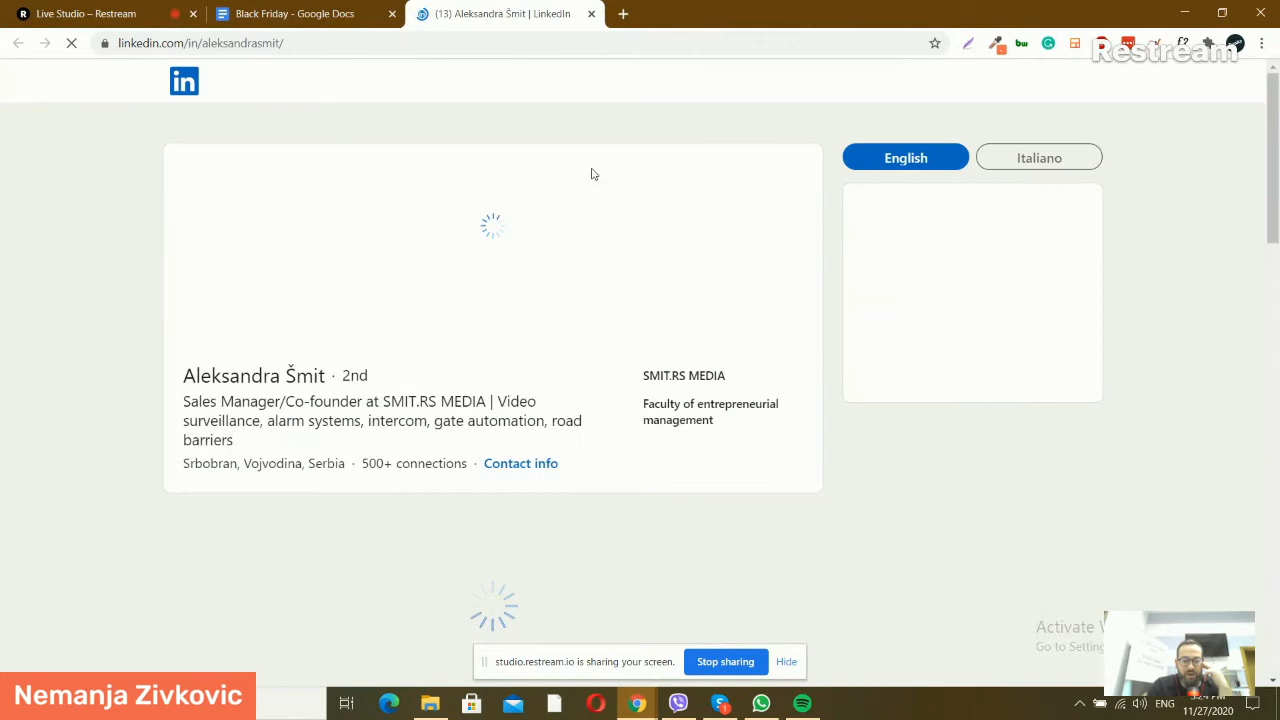 Live Studio – Restream
Black Friday - Google Docs
(13) Aleksandra Šmit | LinkedIn
linkedin.com/in/aleksandrasmit/
Restream
in
English
Italiano
Aleksandra Šmit · 2nd
SMIT.RS MEDIA
Sales Manager/Co-founder at SMIT.RS MEDIA | Video
surveillance, alarm systems, intercom, gate automation, road
barriers
Faculty of entrepreneurial
management
Srbobran, Vojvodina, Serbia · 500+ connections · Contact info
Activate
Go to Setting
studio.restream.io is sharing your screen.
Stop sharing
Hide
Nemanja Zivkovic
ENG
11/27/2020